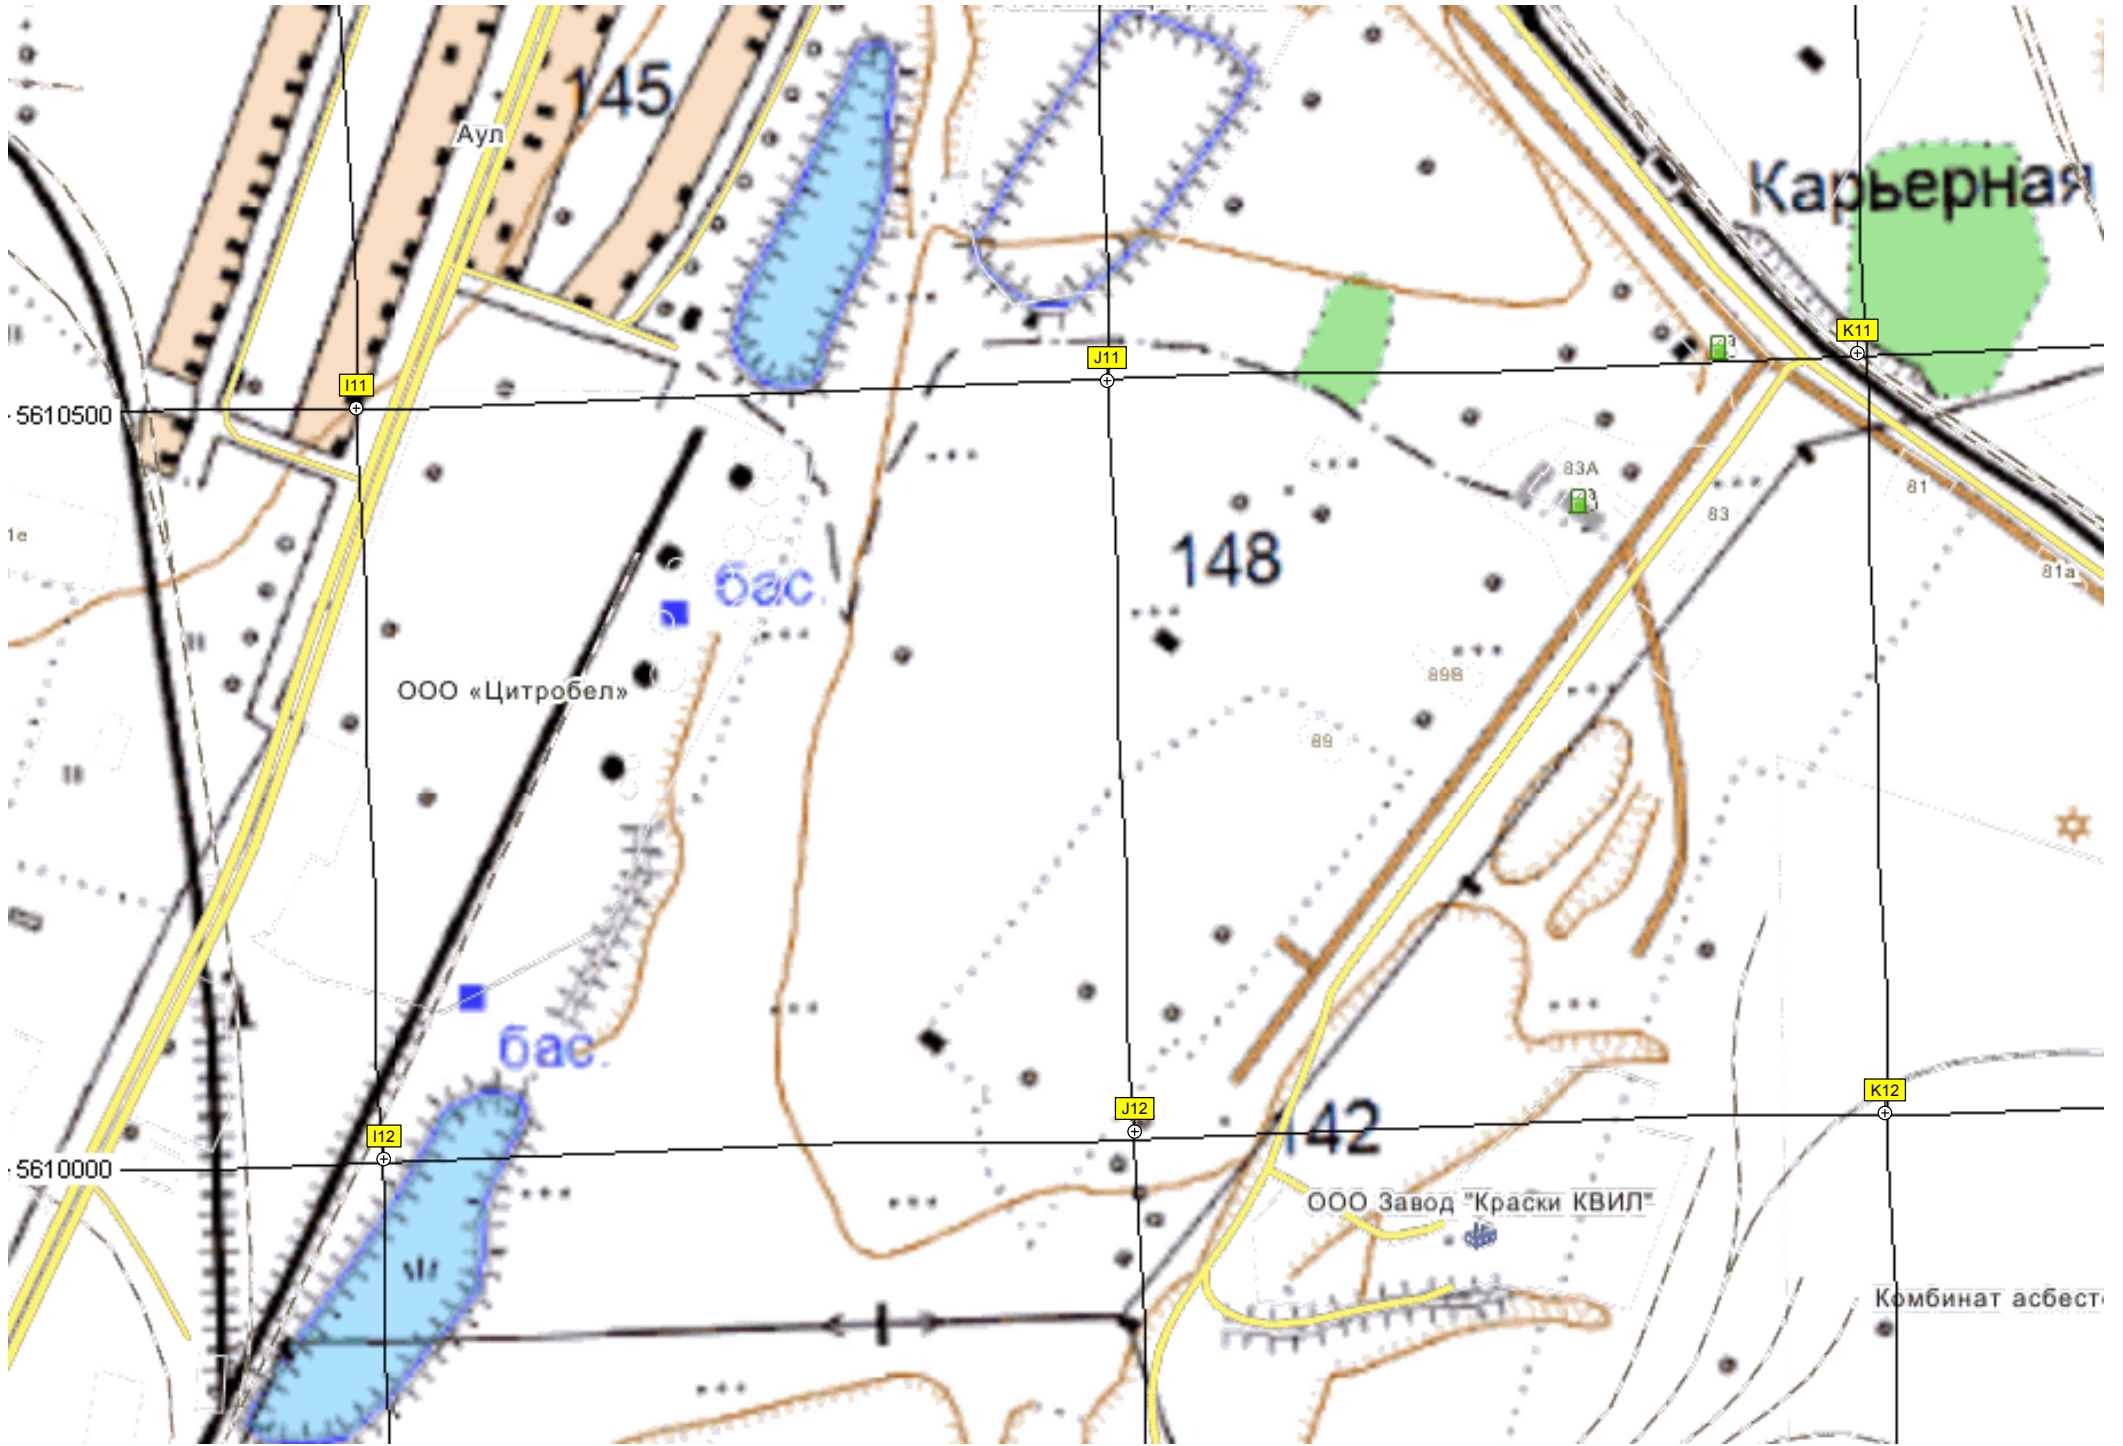 145
Аул
Карьерная
K11
J11
I11
5610500
83А
81
83
1е
148
бас.
81а
89В
ООО «Цитробел»
89
бас.
K12
J12
142
I12
5610000
ООО Завод "Краски КВИЛ"
Комбинат асбест